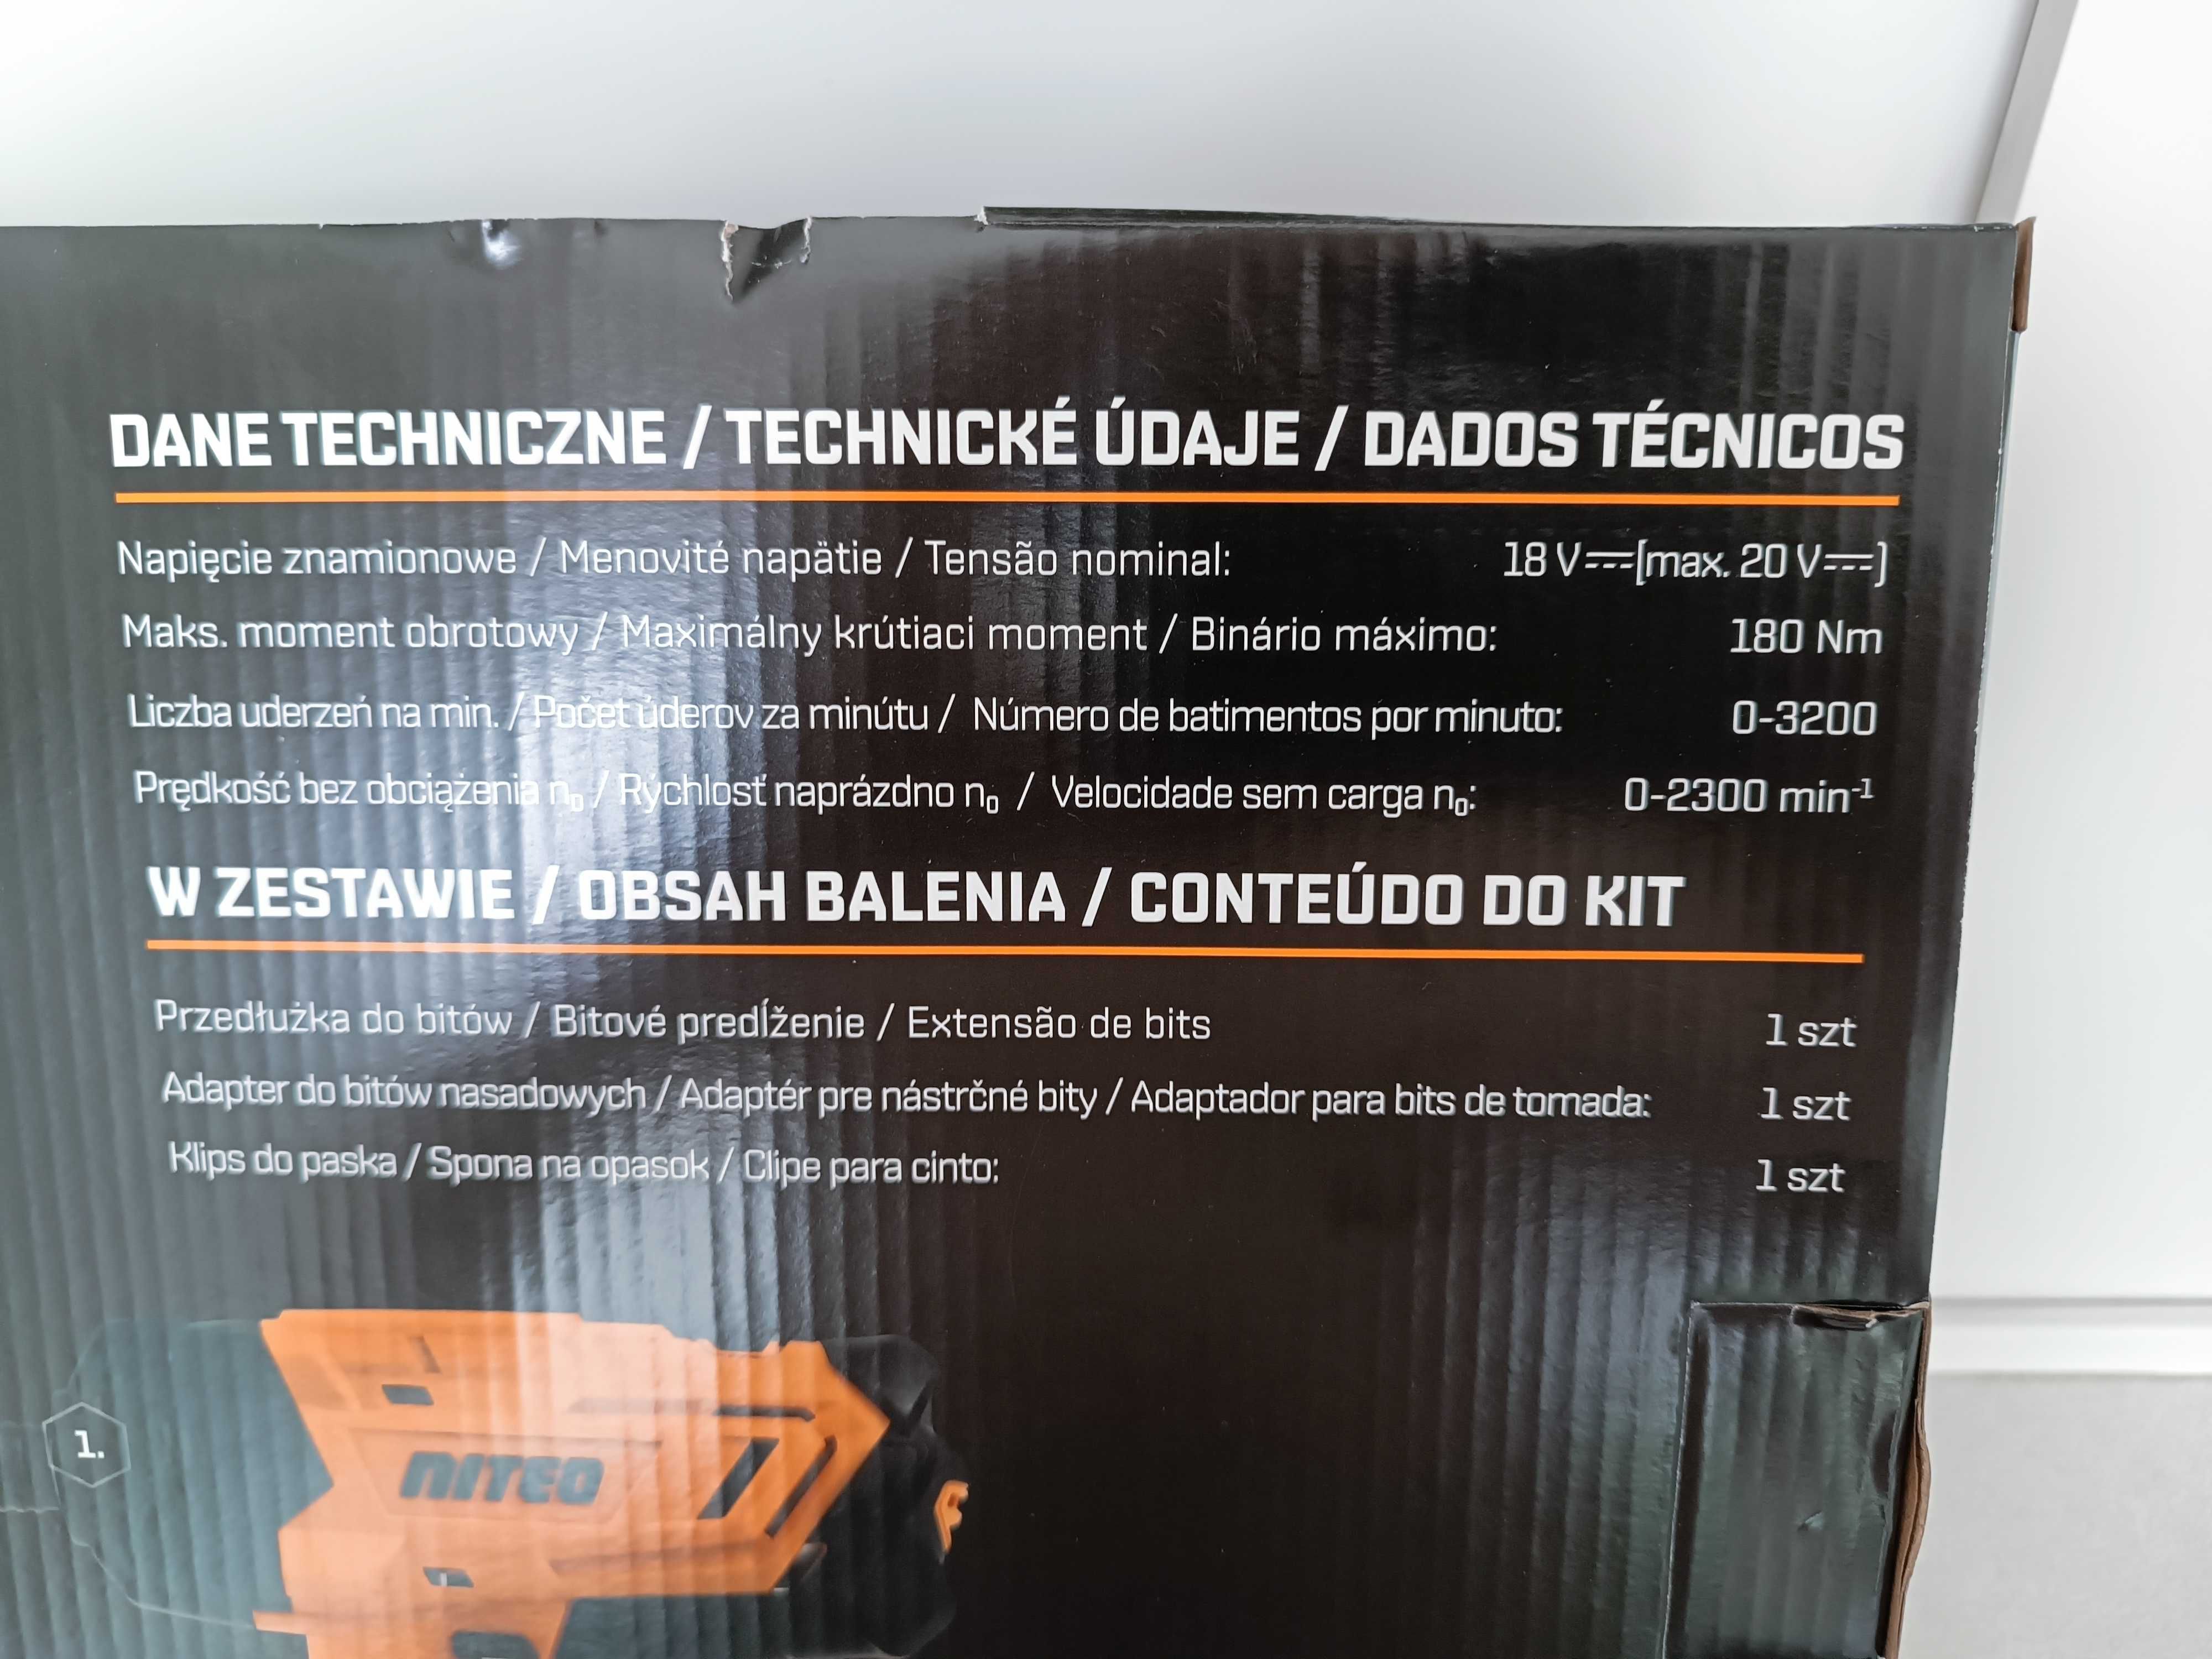 DANE TECHNICZNE / TECHNICKÉ ÚDAJE / DADOS TÉCNICOS
Napięcie znamionowe / Menovité napätie / Tensão nominal: 18 V⎓[max. 20 V⎓]
Maks. moment obrotowy / Maximálny krútiaci moment / Binário máximo: 180 Nm
Liczba uderzeń na min. / Počet úderov za minútu / Número de batimentos por minuto: 0-3200
Prędkość bez obciążenia n₀ / Rýchlosť naprázdno n₀ / Velocidade sem carga n₀: 0-2300 min⁻¹
W ZESTAWIE / OBSAH BALENIA / CONTEÚDO DO KIT
Przedłużka do bitów / Bitové predĺženie / Extensão de bits 1 szt
Adapter do bitów nasadowych / Adaptér pre nástrčné bity / Adaptador para bits de tomada: 1 szt
Klips do paska / Spona na opasok / Clipe para cinto: 1 szt
1.
NITEO